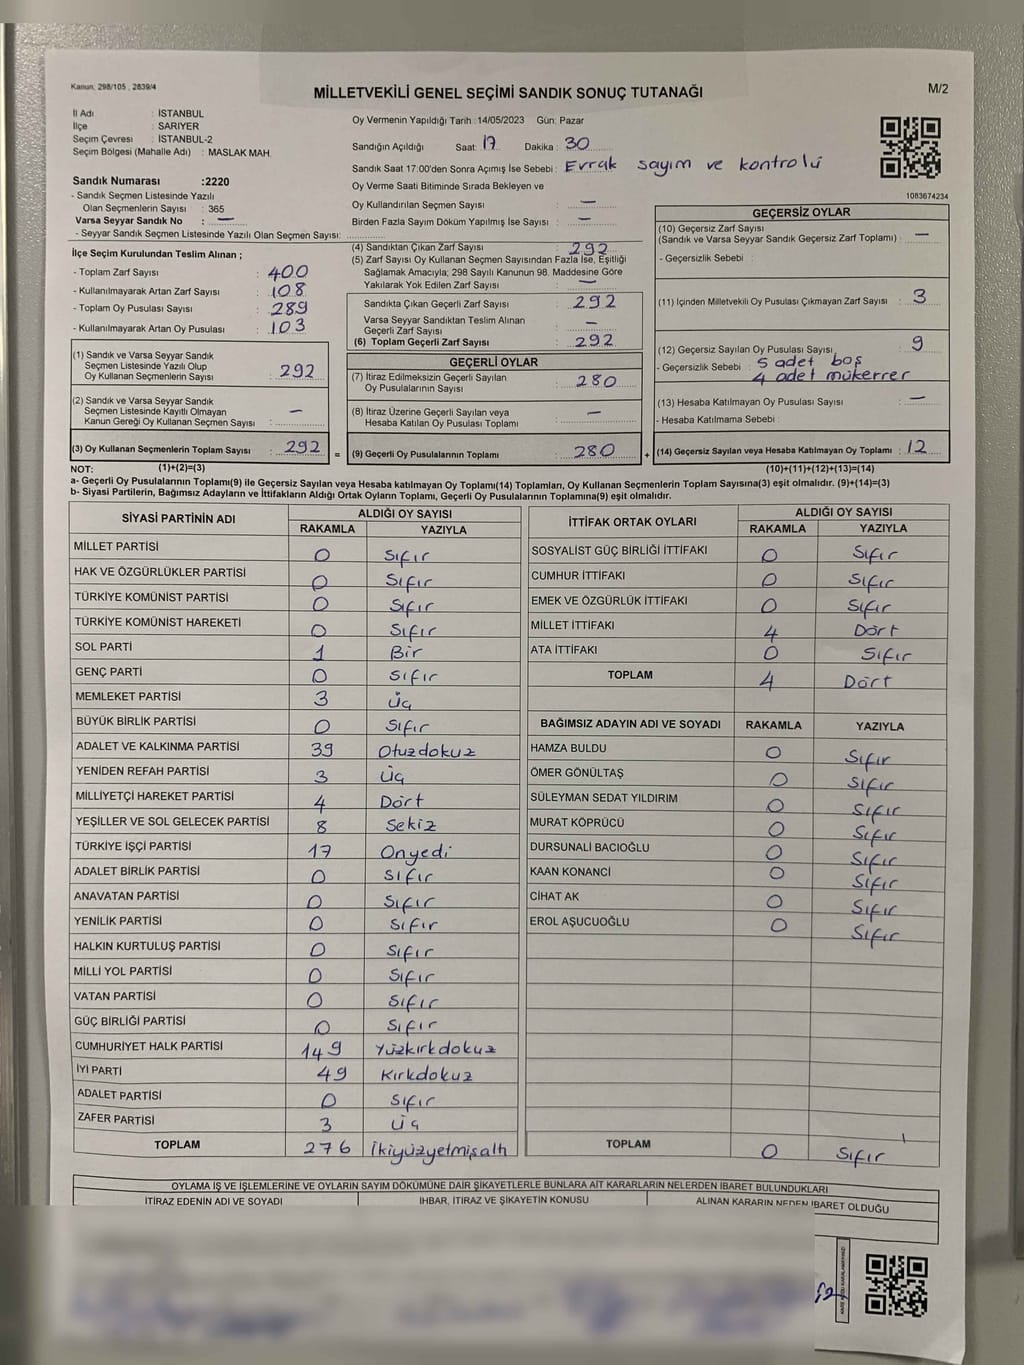 Kanun: 298/105 , 2839/4
MİLLETVEKİLİ GENEL SEÇİMİ SANDIK SONUÇ TUTANAĞI
M/2
İl Adı : İSTANBUL
İlçe : SARIYER
Seçim Çevresi : İSTANBUL-2
Seçim Bölgesi (Mahalle Adı) : MASLAK MAH.
Sandık Numarası :2220
- Sandık Seçmen Listesinde Yazılı
Olan Seçmenlerin Sayısı : 365
Varsa Seyyar Sandık No : —
- Seyyar Sandık Seçmen Listesinde Yazılı Olan Seçmen Sayısı:
Oy Vermenin Yapıldığı Tarih :14/05/2023 Gün: Pazar
Sandığın Açıldığı Saat: 17 Dakika : 30
Sandık Saat 17:00'den Sonra Açımış İse Sebebi : Evrak sayım ve kontrolü
Oy Verme Saati Bitiminde Sırada Bekleyen ve
Oy Kullandırılan Seçmen Sayısı : —
Birden Fazla Sayım Döküm Yapılmış İse Sayısı : —
1083674234
İlçe Seçim Kurulundan Teslim Alınan ;
- Toplam Zarf Sayısı : 400
- Kullanılmayarak Artan Zarf Sayısı : 108
- Toplam Oy Pusulası Sayısı : 289
- Kullanılmayarak Artan Oy Pusulası : 103
(1) Sandık ve Varsa Seyyar Sandık
Seçmen Listesinde Yazılı Olup
Oy Kullanan Seçmenlerin Sayısı : 292
(2) Sandık ve Varsa Seyyar Sandık
Seçmen Listesinde Kayıtlı Olmayan
Kanun Gereği Oy Kullanan Seçmen Sayısı : —
(3) Oy Kullanan Seçmenlerin Toplam Sayısı : 292 =
(4) Sandıktan Çıkan Zarf Sayısı : 292
(5) Zarf Sayısı Oy Kullanan Seçmen Sayısından Fazla İse, Eşitliği
Sağlamak Amacıyla; 298 Sayılı Kanunun 98. Maddesine Göre
Yakılarak Yok Edilen Zarf Sayısı : —
Sandıkta Çıkan Geçerli Zarf Sayısı : 292
Varsa Seyyar Sandıktan Teslim Alınan
Geçerli Zarf Sayısı : —
(6) Toplam Geçerli Zarf Sayısı : 292
GEÇERLİ OYLAR
(7) İtiraz Edilmeksizin Geçerli Sayılan
Oy Pusulalarının Sayısı : 280
(8) İtiraz Üzerine Geçerli Sayılan veya
Hesaba Katılan Oy Pusulası Toplamı : —
(9) Geçerli Oy Pusulalarının Toplamı : 280 +
GEÇERSİZ OYLAR
(10) Geçersiz Zarf Sayısı
(Sandık ve Varsa Seyyar Sandık Geçersiz Zarf Toplamı) : —
- Geçersizlik Sebebi :
(11) İçinden Milletvekili Oy Pusulası Çıkmayan Zarf Sayısı : 3
(12) Geçersiz Sayılan Oy Pusulası Sayısı : 9
- Geçersizlik Sebebi : 5 adet boş
4 adet mükerrer
(13) Hesaba Katılmayan Oy Pusulası Sayısı : —
- Hesaba Katılmama Sebebi :
(14) Geçersiz Sayılan veya Hesaba Katılmayan Oy Toplamı : 12
NOT: (1)+(2)=(3) (10)+(11)+(12)+(13)=(14)
a- Geçerli Oy Pusulalarının Toplamı(9) ile Geçersiz Sayılan veya Hesaba katılmayan Oy Toplamı(14) Toplamları, Oy Kullanan Seçmenlerin Toplam Sayısına(3) eşit olmalıdır. (9)+(14)=(3)
b- Siyasi Partilerin, Bağımsız Adayların ve İttifakların Aldığı Ortak Oyların Toplamı, Geçerli Oy Pusulalarının Toplamına(9) eşit olmalıdır.
SİYASİ PARTİNİN ADI ALDIĞI OY SAYISI
RAKAMLA YAZIYLA
MİLLET PARTİSİ 0 Sıfır
HAK VE ÖZGÜRLÜKLER PARTİSİ 0 Sıfır
TÜRKİYE KOMÜNİST PARTİSİ 0 Sıfır
TÜRKİYE KOMÜNİST HAREKETİ 0 Sıfır
SOL PARTİ 1 Bir
GENÇ PARTİ 0 Sıfır
MEMLEKET PARTİSİ 3 üç
BÜYÜK BİRLİK PARTİSİ 0 Sıfır
ADALET VE KALKINMA PARTİSİ 39 Otuzdokuz
YENİDEN REFAH PARTİSİ 3 üç
MİLLİYETÇİ HAREKET PARTİSİ 4 Dört
YEŞİLLER VE SOL GELECEK PARTİSİ 8 Sekiz
TÜRKİYE İŞÇİ PARTİSİ 17 Onyedi
ADALET BİRLİK PARTİSİ 0 Sıfır
ANAVATAN PARTİSİ 0 Sıfır
YENİLİK PARTİSİ 0 Sıfır
HALKIN KURTULUŞ PARTİSİ 0 Sıfır
MİLLİ YOL PARTİSİ 0 Sıfır
VATAN PARTİSİ 0 Sıfır
GÜÇ BİRLİĞİ PARTİSİ 0 Sıfır
CUMHURİYET HALK PARTİSİ 149 Yüzkırkdokuz
İYİ PARTİ 49 Kırkdokuz
ADALET PARTİSİ 0 Sıfır
ZAFER PARTİSİ 3 üç
TOPLAM 276 İkiyüzyetmişaltı
İTTİFAK ORTAK OYLARI ALDIĞI OY SAYISI
RAKAMLA YAZIYLA
SOSYALİST GÜÇ BİRLİĞİ İTTİFAKI 0 Sıfır
CUMHUR İTTİFAKI 0 Sıfır
EMEK VE ÖZGÜRLÜK İTTİFAKI 0 Sıfır
MİLLET İTTİFAKI 4 Dört
ATA İTTİFAKI 0 Sıfır
TOPLAM 4 Dört
BAĞIMSIZ ADAYIN ADI VE SOYADI RAKAMLA YAZIYLA
HAMZA BULDU 0 Sıfır
ÖMER GÖNÜLTAŞ 0 Sıfır
SÜLEYMAN SEDAT YILDIRIM 0 Sıfır
MURAT KÖPRÜCÜ 0 Sıfır
DURSUNALİ BACIOĞLU 0 Sıfır
KAAN KONANCİ 0 Sıfır
CİHAT AK 0 Sıfır
EROL AŞUCUOĞLU 0 Sıfır
TOPLAM 0 Sıfır
OYLAMA İŞ VE İŞLEMLERİNE VE OYLARIN SAYIM DÖKÜMÜNE DAİR ŞİKAYETLERLE BUNLARA AİT KARARLARIN NELERDEN İBARET BULUNDUKLARI
İTİRAZ EDENİN ADI VE SOYADI İHBAR, İTİRAZ VE ŞİKAYETİN KONUSU ALINAN KARARIN NEDEN İBARET OLDUĞU